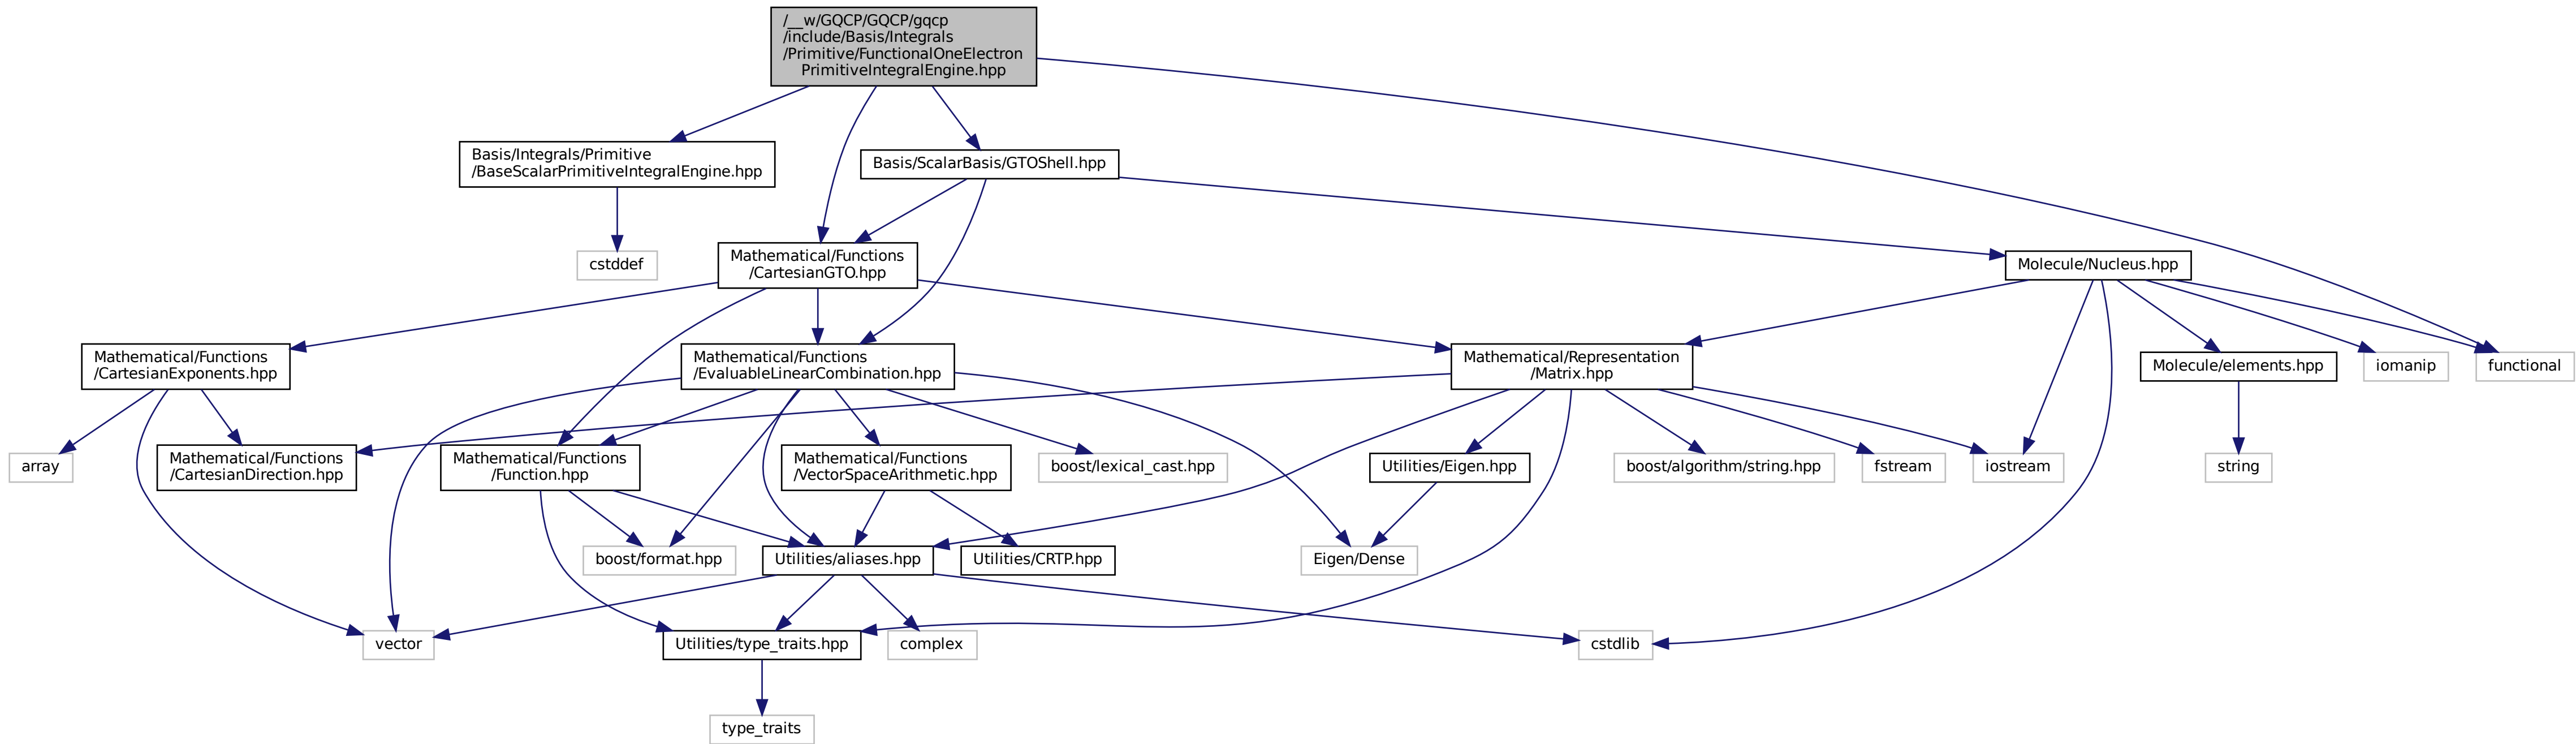 /__w/GQCP/GQCP/gqcp
/include/Basis/Integrals
/Primitive/FunctionalOneElectron
PrimitiveIntegralEngine.hpp
Basis/Integrals/Primitive
/BaseScalarPrimitiveIntegralEngine.hpp
Basis/ScalarBasis/GTOShell.hpp
cstddef
Mathematical/Functions
/CartesianGTO.hpp
Molecule/Nucleus.hpp
Mathematical/Functions
/CartesianExponents.hpp
Mathematical/Functions
/EvaluableLinearCombination.hpp
Mathematical/Representation
/Matrix.hpp
Molecule/elements.hpp
iomanip
functional
array
Mathematical/Functions
/CartesianDirection.hpp
Mathematical/Functions
/Function.hpp
Mathematical/Functions
/VectorSpaceArithmetic.hpp
boost/lexical_cast.hpp
Utilities/Eigen.hpp
boost/algorithm/string.hpp
fstream
iostream
string
boost/format.hpp
Utilities/aliases.hpp
Utilities/CRTP.hpp
Eigen/Dense
vector
Utilities/type_traits.hpp
complex
cstdlib
type_traits